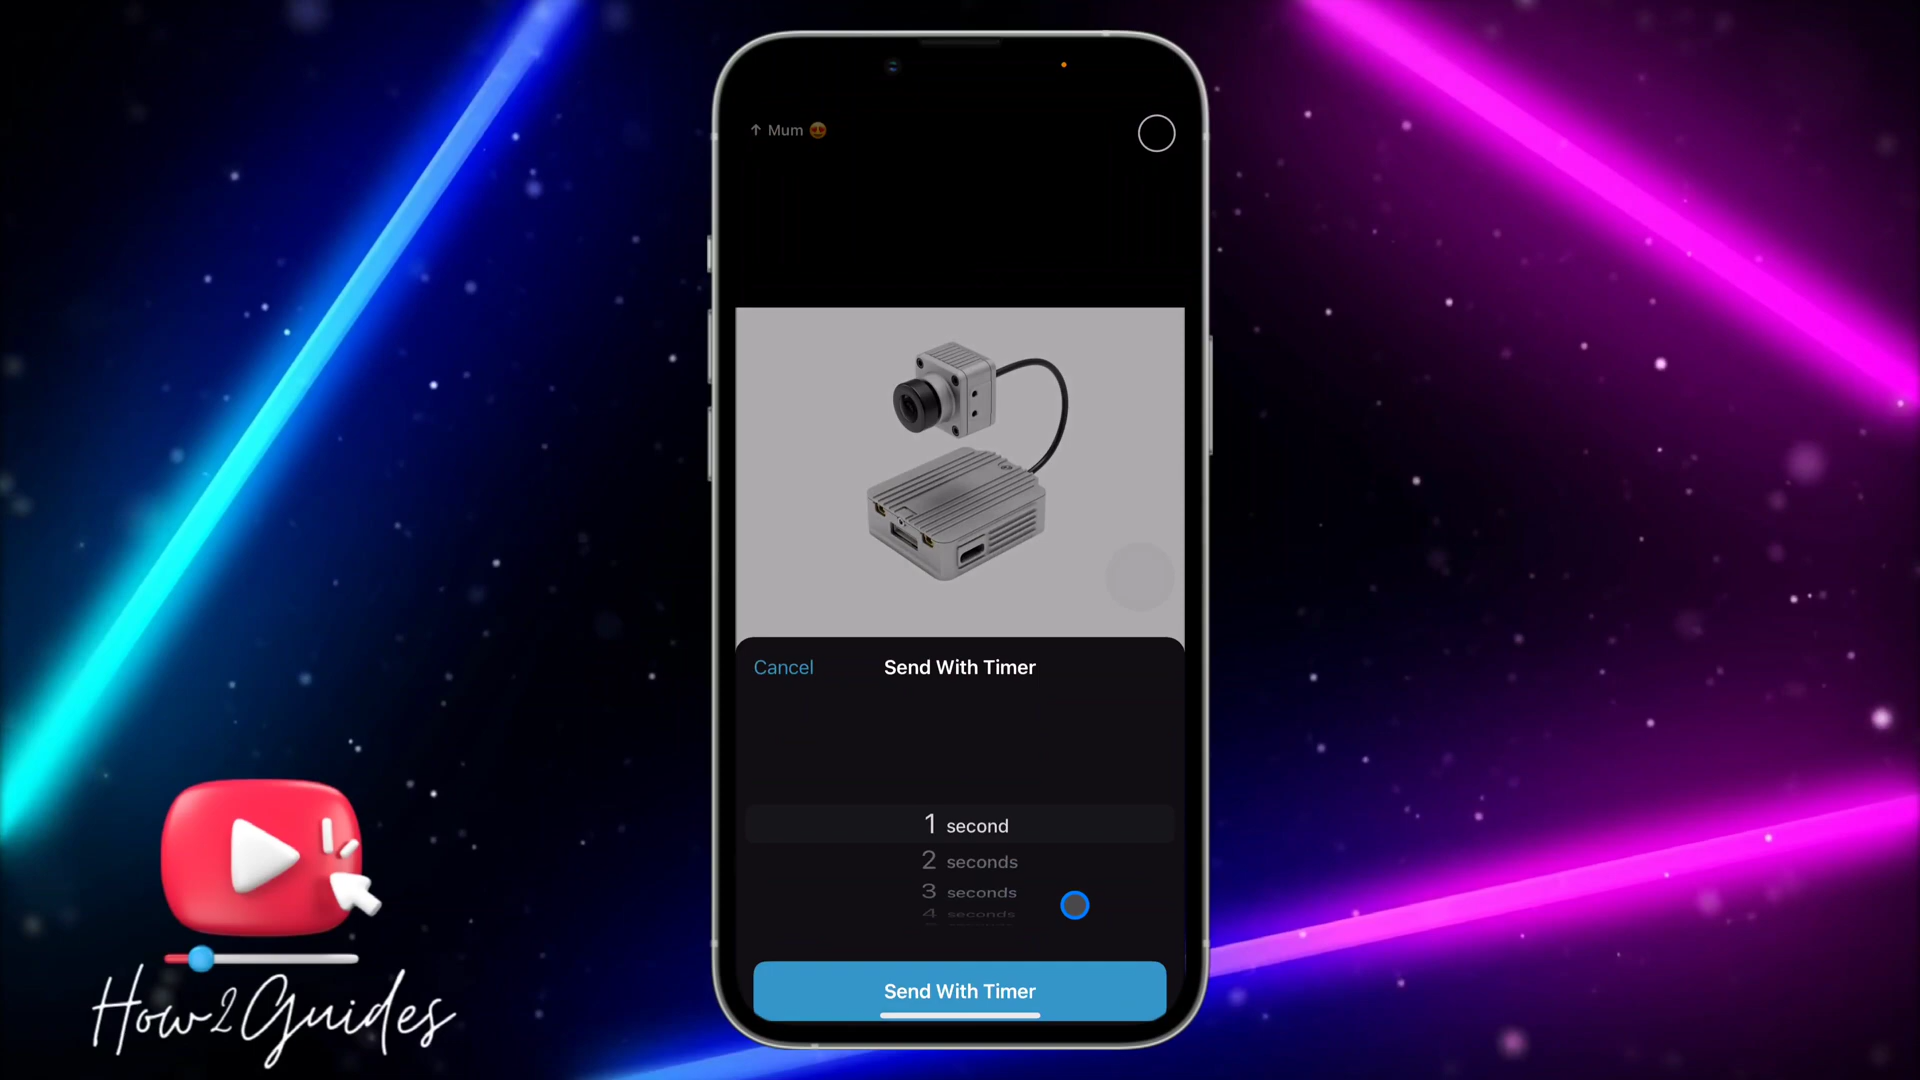 ↑ Mum 😍
Cancel
Send With Timer
1 second
2 seconds
3 seconds
4 seconds
Send With Timer
How2Guides